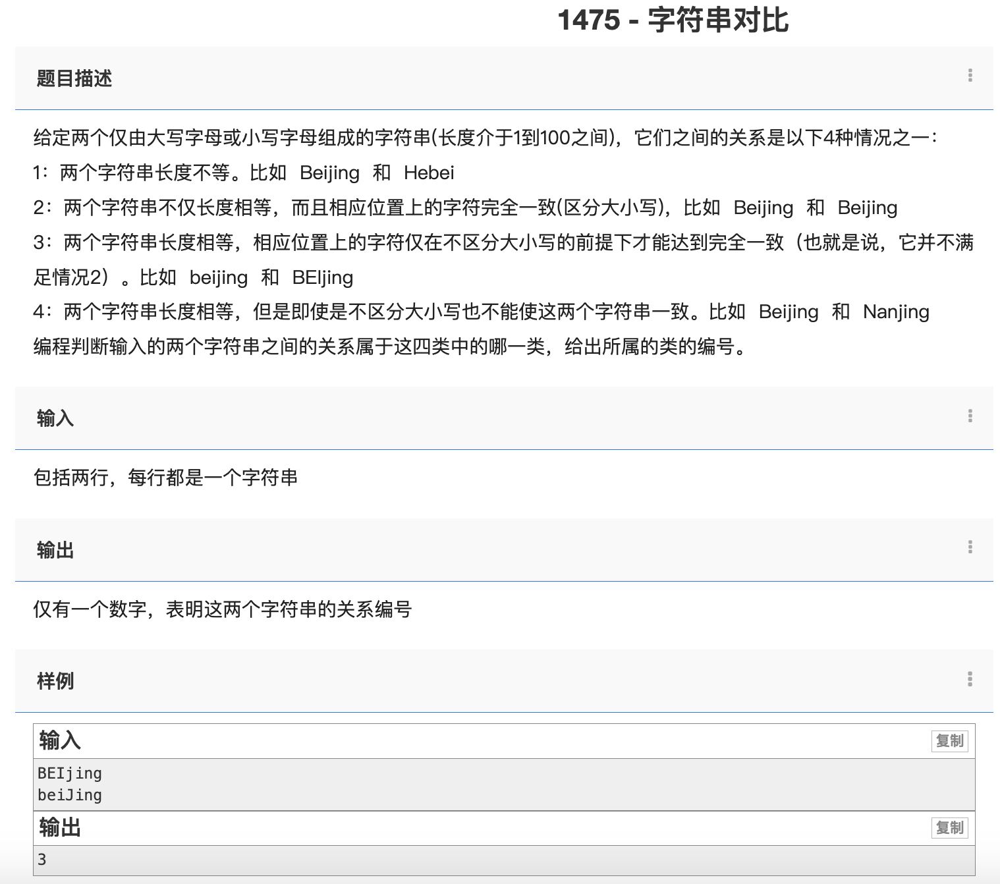 1475 - 字符串对比
题目描述
给定两个仅由大写字母或小写字母组成的字符串(长度介于1到100之间)，它们之间的关系是以下4种情况之一：
1：两个字符串长度不等。比如 Beijing 和 Hebei
2：两个字符串不仅长度相等，而且相应位置上的字符完全一致(区分大小写)，比如 Beijing 和 Beijing
3：两个字符串长度相等，相应位置上的字符仅在不区分大小写的前提下才能达到完全一致（也就是说，它并不满
足情况2）。比如 beijing 和 BEIjing
4：两个字符串长度相等，但是即使是不区分大小写也不能使这两个字符串一致。比如 Beijing 和 Nanjing
编程判断输入的两个字符串之间的关系属于这四类中的哪一类，给出所属的类的编号。
输入
包括两行，每行都是一个字符串
输出
仅有一个数字，表明这两个字符串的关系编号
样例
输入 复制
BEIjing
beiJing
输出 复制
3